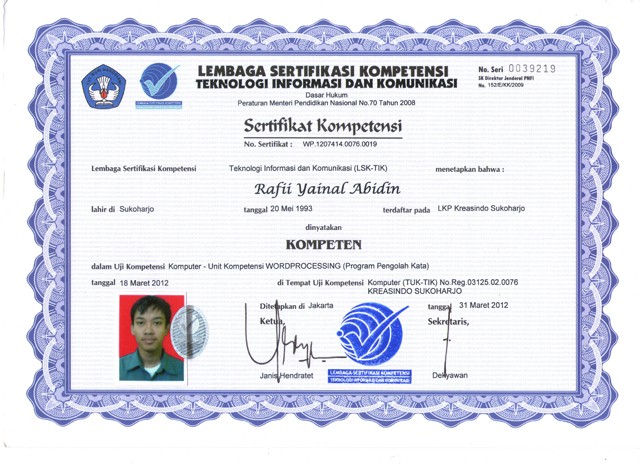 LEMBAGA SERTIFIKASI KOMPETENSI
TEKNOLOGI INFORMASI DAN KOMUNIKASI
Dasar Hukum
Peraturan Menteri Pendidikan Nasional No.70 Tahun 2008
No. Seri 0039219
SK Direktur Jenderal PNFI
No. 152/E/KK/2009
Sertifikat Kompetensi
No. Sertifikat : WP.1207414.0076.0019
Lembaga Sertifikasi Kompetensi Teknologi Informasi dan Komunikasi (LSK-TIK) menetapkan bahwa :
Rafii Yainal Abidin
lahir di Sukoharjo tanggal 20 Mei 1993 terdaftar pada LKP Kreasindo Sukoharjo
dinyatakan
KOMPETEN
dalam Uji Kompetensi Komputer - Unit Kompetensi WORDPROCESSING (Program Pengolah Kata)
tanggal 18 Maret 2012 di Tempat Uji Kompetensi Komputer (TUK-TIK) No.Reg.03125.02.0076
KREASINDO SUKOHARJO
Ditetapkan di Jakarta tanggal 31 Maret 2012
Ketua, Sekretaris,
LEMBAGA SERTIFIKASI KOMPETENSI
TEKNOLOGI INFORMASI DAN KOMUNIKASI
Janis Hendratet